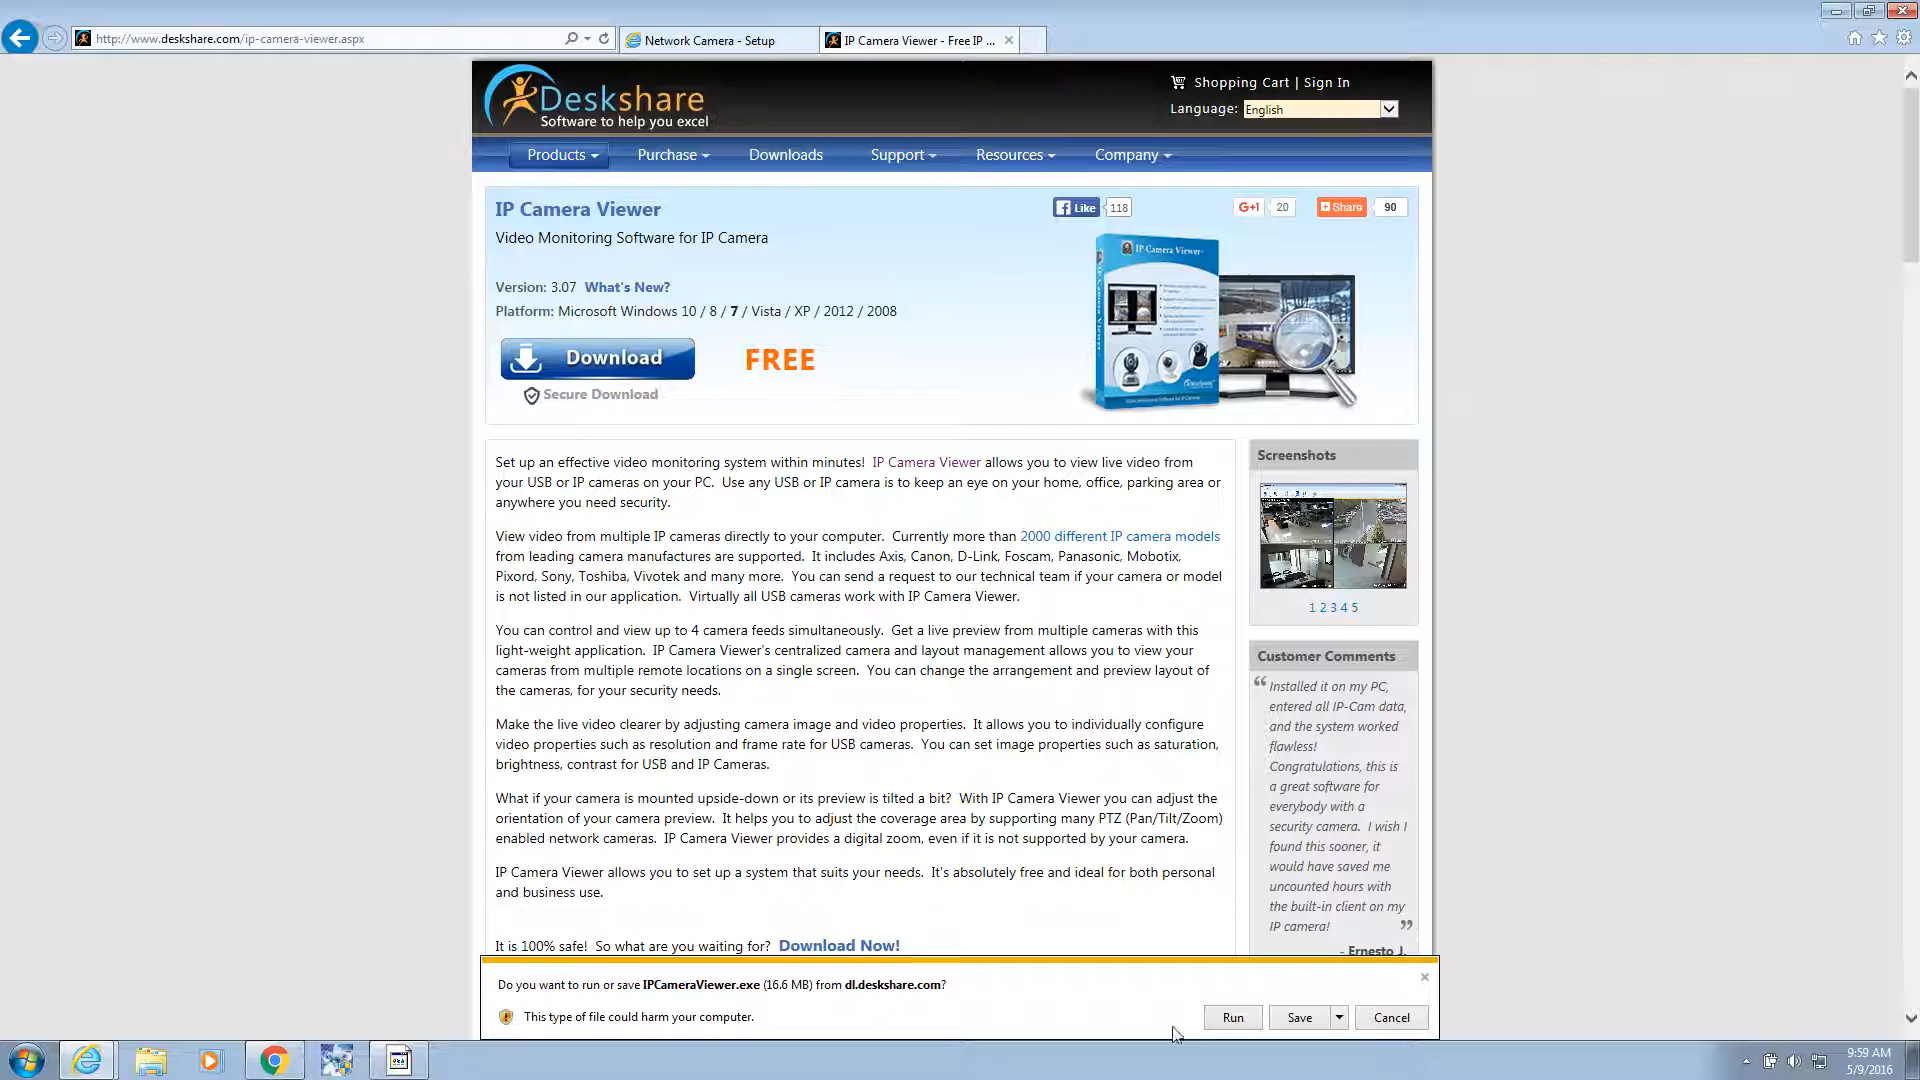 http://www.deskshare.com/ip-camera-viewer.aspx
Network Camera - Setup
IP Camera Viewer - Free IP ...
Deskshare
Software to help you excel
Shopping Cart | Sign In
Language: English
Products
Purchase
Downloads
Support
Resources
Company
IP Camera Viewer
Like 118
G+1 20
Share 90
Video Monitoring Software for IP Camera
IP Camera Viewer
Version: 3.07 What's New?
Platform: Microsoft Windows 10 / 8 / 7 / Vista / XP / 2012 / 2008
Download
FREE
Secure Download
Set up an effective video monitoring system within minutes! IP Camera Viewer allows you to view live video from
your USB or IP cameras on your PC. Use any USB or IP camera is to keep an eye on your home, office, parking area or
anywhere you need security.
View video from multiple IP cameras directly to your computer. Currently more than 2000 different IP camera models
from leading camera manufactures are supported. It includes Axis, Canon, D-Link, Foscam, Panasonic, Mobotix,
Pixord, Sony, Toshiba, Vivotek and many more. You can send a request to our technical team if your camera or model
is not listed in our application. Virtually all USB cameras work with IP Camera Viewer.
You can control and view up to 4 camera feeds simultaneously. Get a live preview from multiple cameras with this
light-weight application. IP Camera Viewer's centralized camera and layout management allows you to view your
cameras from multiple remote locations on a single screen. You can change the arrangement and preview layout of
the cameras, for your security needs.
Make the live video clearer by adjusting camera image and video properties. It allows you to individually configure
video properties such as resolution and frame rate for USB cameras. You can set image properties such as saturation,
brightness, contrast for USB and IP Cameras.
What if your camera is mounted upside-down or its preview is tilted a bit? With IP Camera Viewer you can adjust the
orientation of your camera preview. It helps you to adjust the coverage area by supporting many PTZ (Pan/Tilt/Zoom)
enabled network cameras. IP Camera Viewer provides a digital zoom, even if it is not supported by your camera.
IP Camera Viewer allows you to set up a system that suits your needs. It's absolutely free and ideal for both personal
and business use.
It is 100% safe! So what are you waiting for? Download Now!
Screenshots
1 2 3 4 5
Customer Comments
“ Installed it on my PC,
entered all IP-Cam data,
and the system worked
flawless!
Congratulations, this is
a great software for
everybody with a
security camera. I wish I
found this sooner, it
would have saved me
uncounted hours with
the built-in client on my
IP camera! ”
- Ernesto J.
Do you want to run or save IPCameraViewer.exe (16.6 MB) from dl.deskshare.com?
This type of file could harm your computer.
Run
Save
Cancel
9:59 AM
5/9/2016